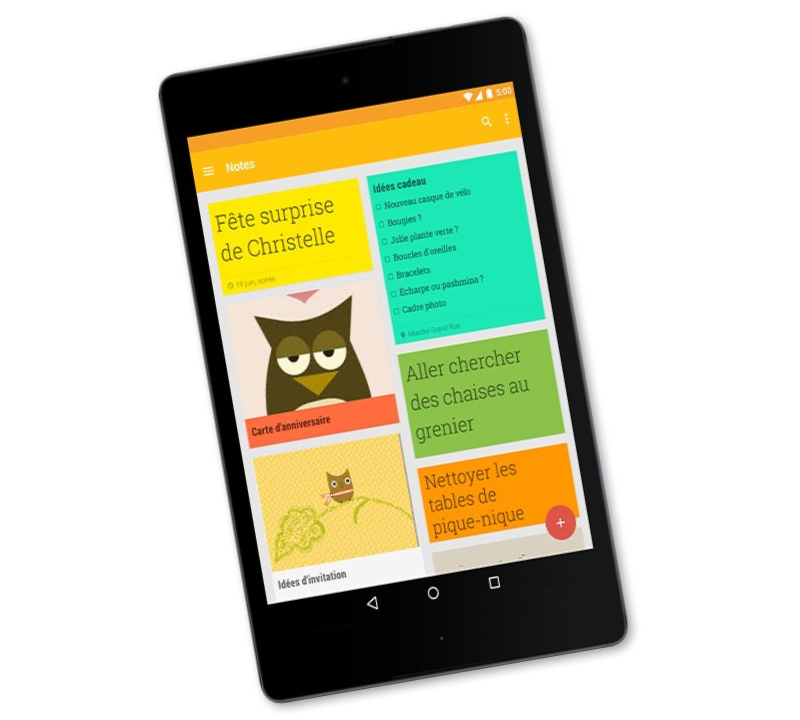 5:00
Notes
Fête surprise
de Christelle
19 juin, soirée
Carte d'anniversaire
Idées d'invitation
Idées cadeau
Nouveau casque de vélo
Bougies ?
Jolie plante verte ?
Boucles d'oreilles
Bracelets
Écharpe ou pashmina ?
Cadre photo
Marché Grand Rue
Aller chercher
des chaises au
grenier
Nettoyer les
tables de
pique-nique